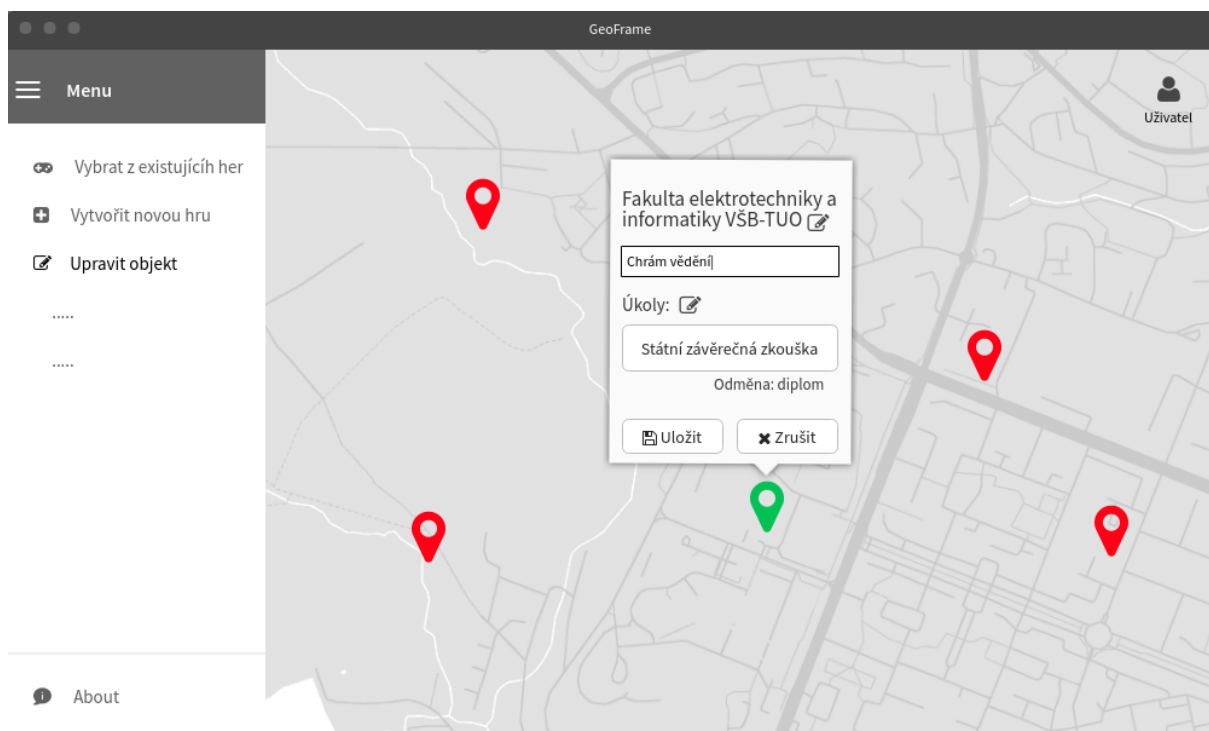 GeoFrame
Menu
Uživatel
Vybrat z existujícíh her
Vytvořit novou hru
Upravit objekt
.....
.....
About
Fakulta elektrotechniky a
informatiky VŠB-TUO
Chrám vědění
Úkoly:
Státní závěrečná zkouška
Odměna: diplom
Uložit
Zrušit